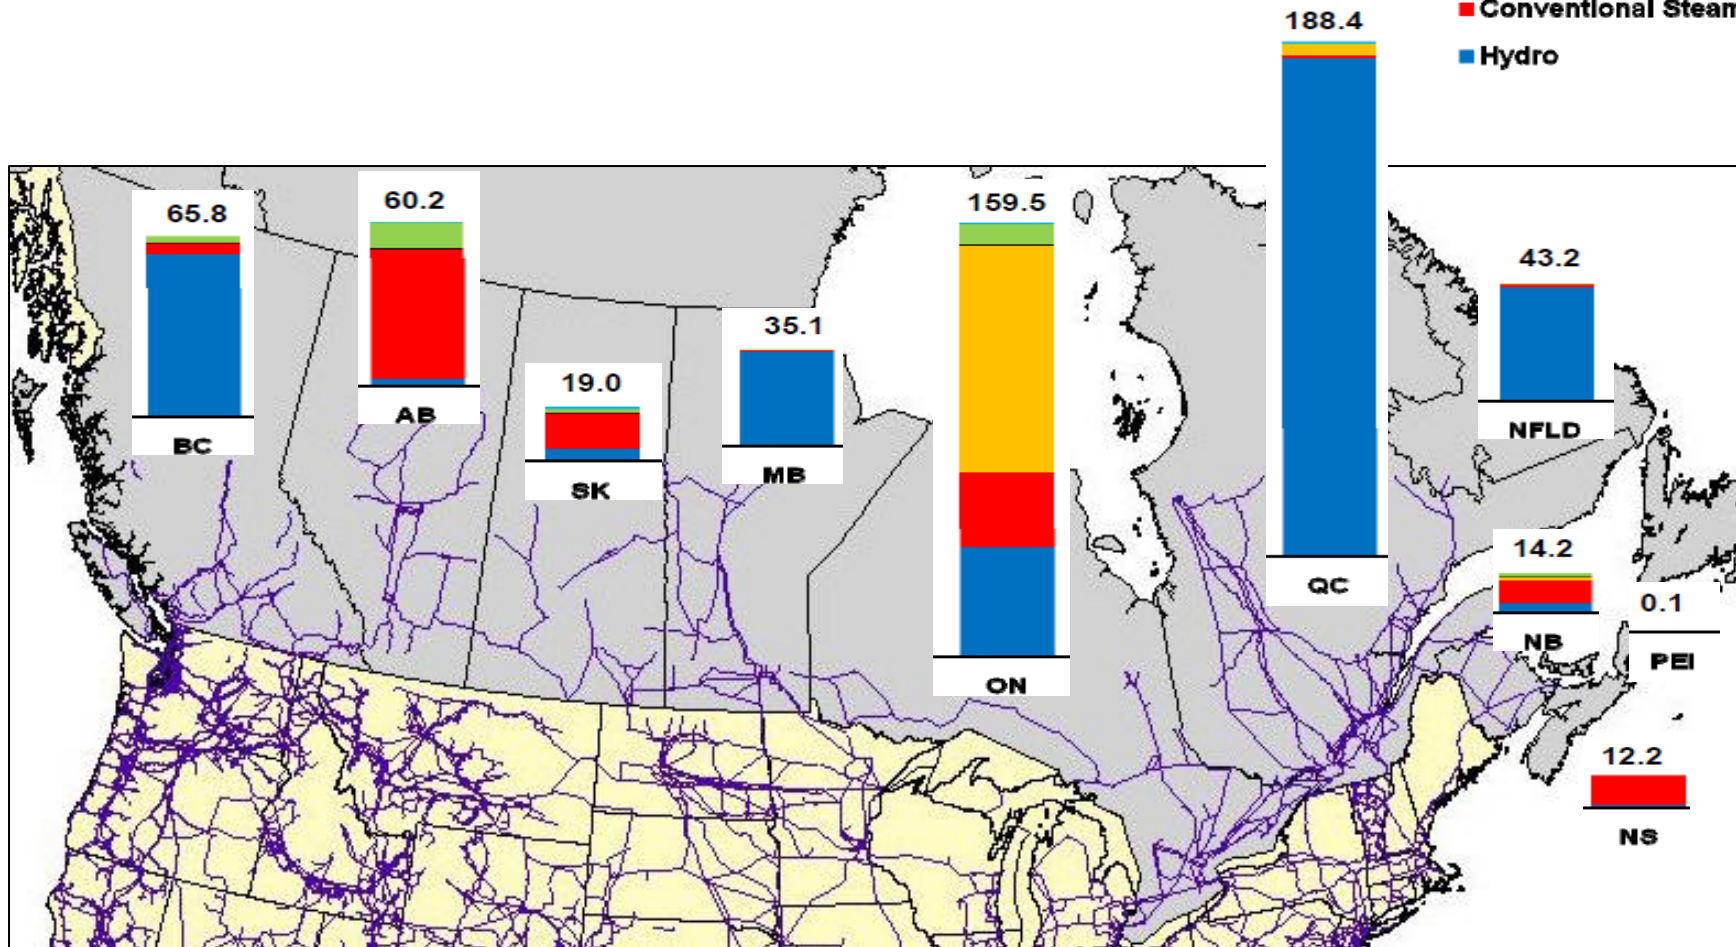 188.4
Conventional Steam
Hydro
65.8
60.2
159.5
43.2
35.1
19.0
BC
AB
SK
MB
ON
QC
NFLD
14.2
NB
0.1
PEI
12.2
NS